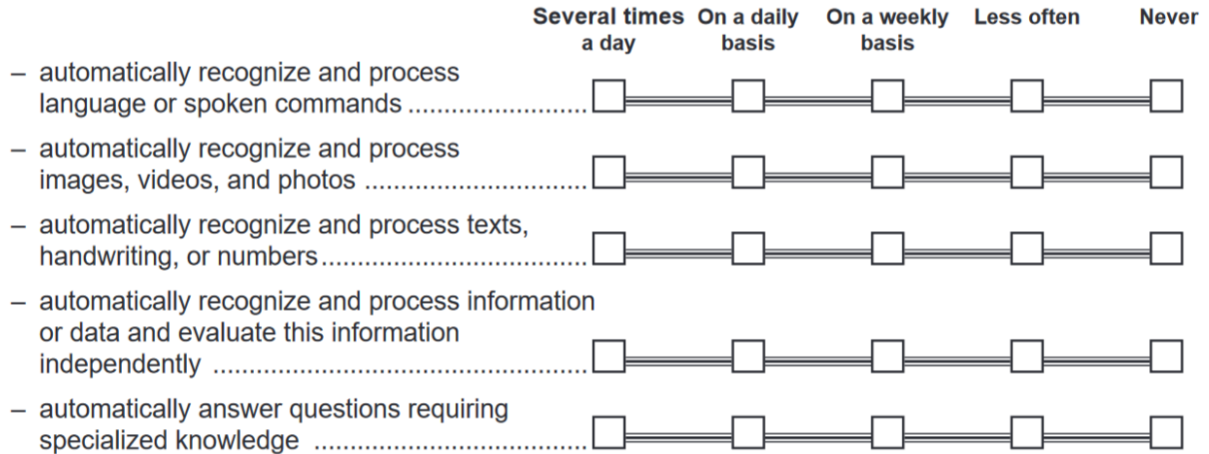 Several times On a daily On a weekly Less often Never
a day basis basis
– automatically recognize and process
language or spoken commands ..........................
– automatically recognize and process
images, videos, and photos ................................
– automatically recognize and process texts,
handwriting, or numbers......................................
– automatically recognize and process information
or data and evaluate this information
independently .....................................................
– automatically answer questions requiring
specialized knowledge .......................................